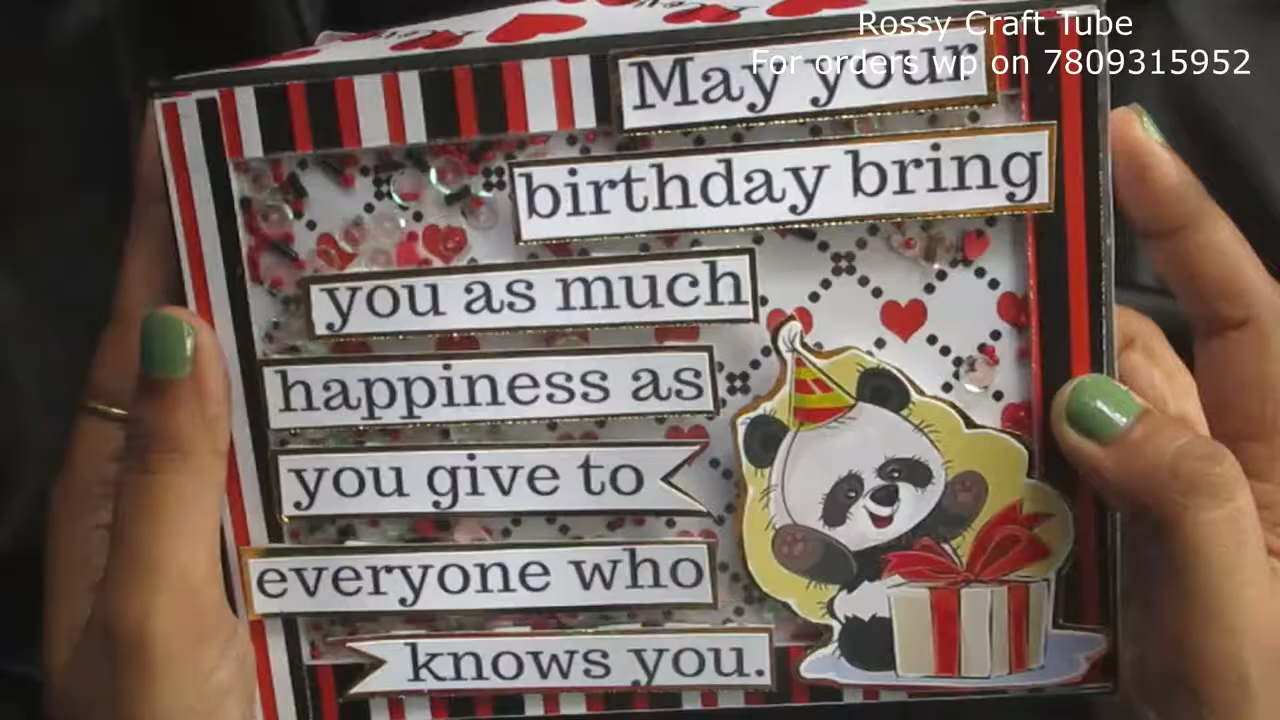 Rossy Craft Tube
For orders wp on 7809315952
May your
birthday bring
you as much
happiness as
you give to
everyone who
knows you.